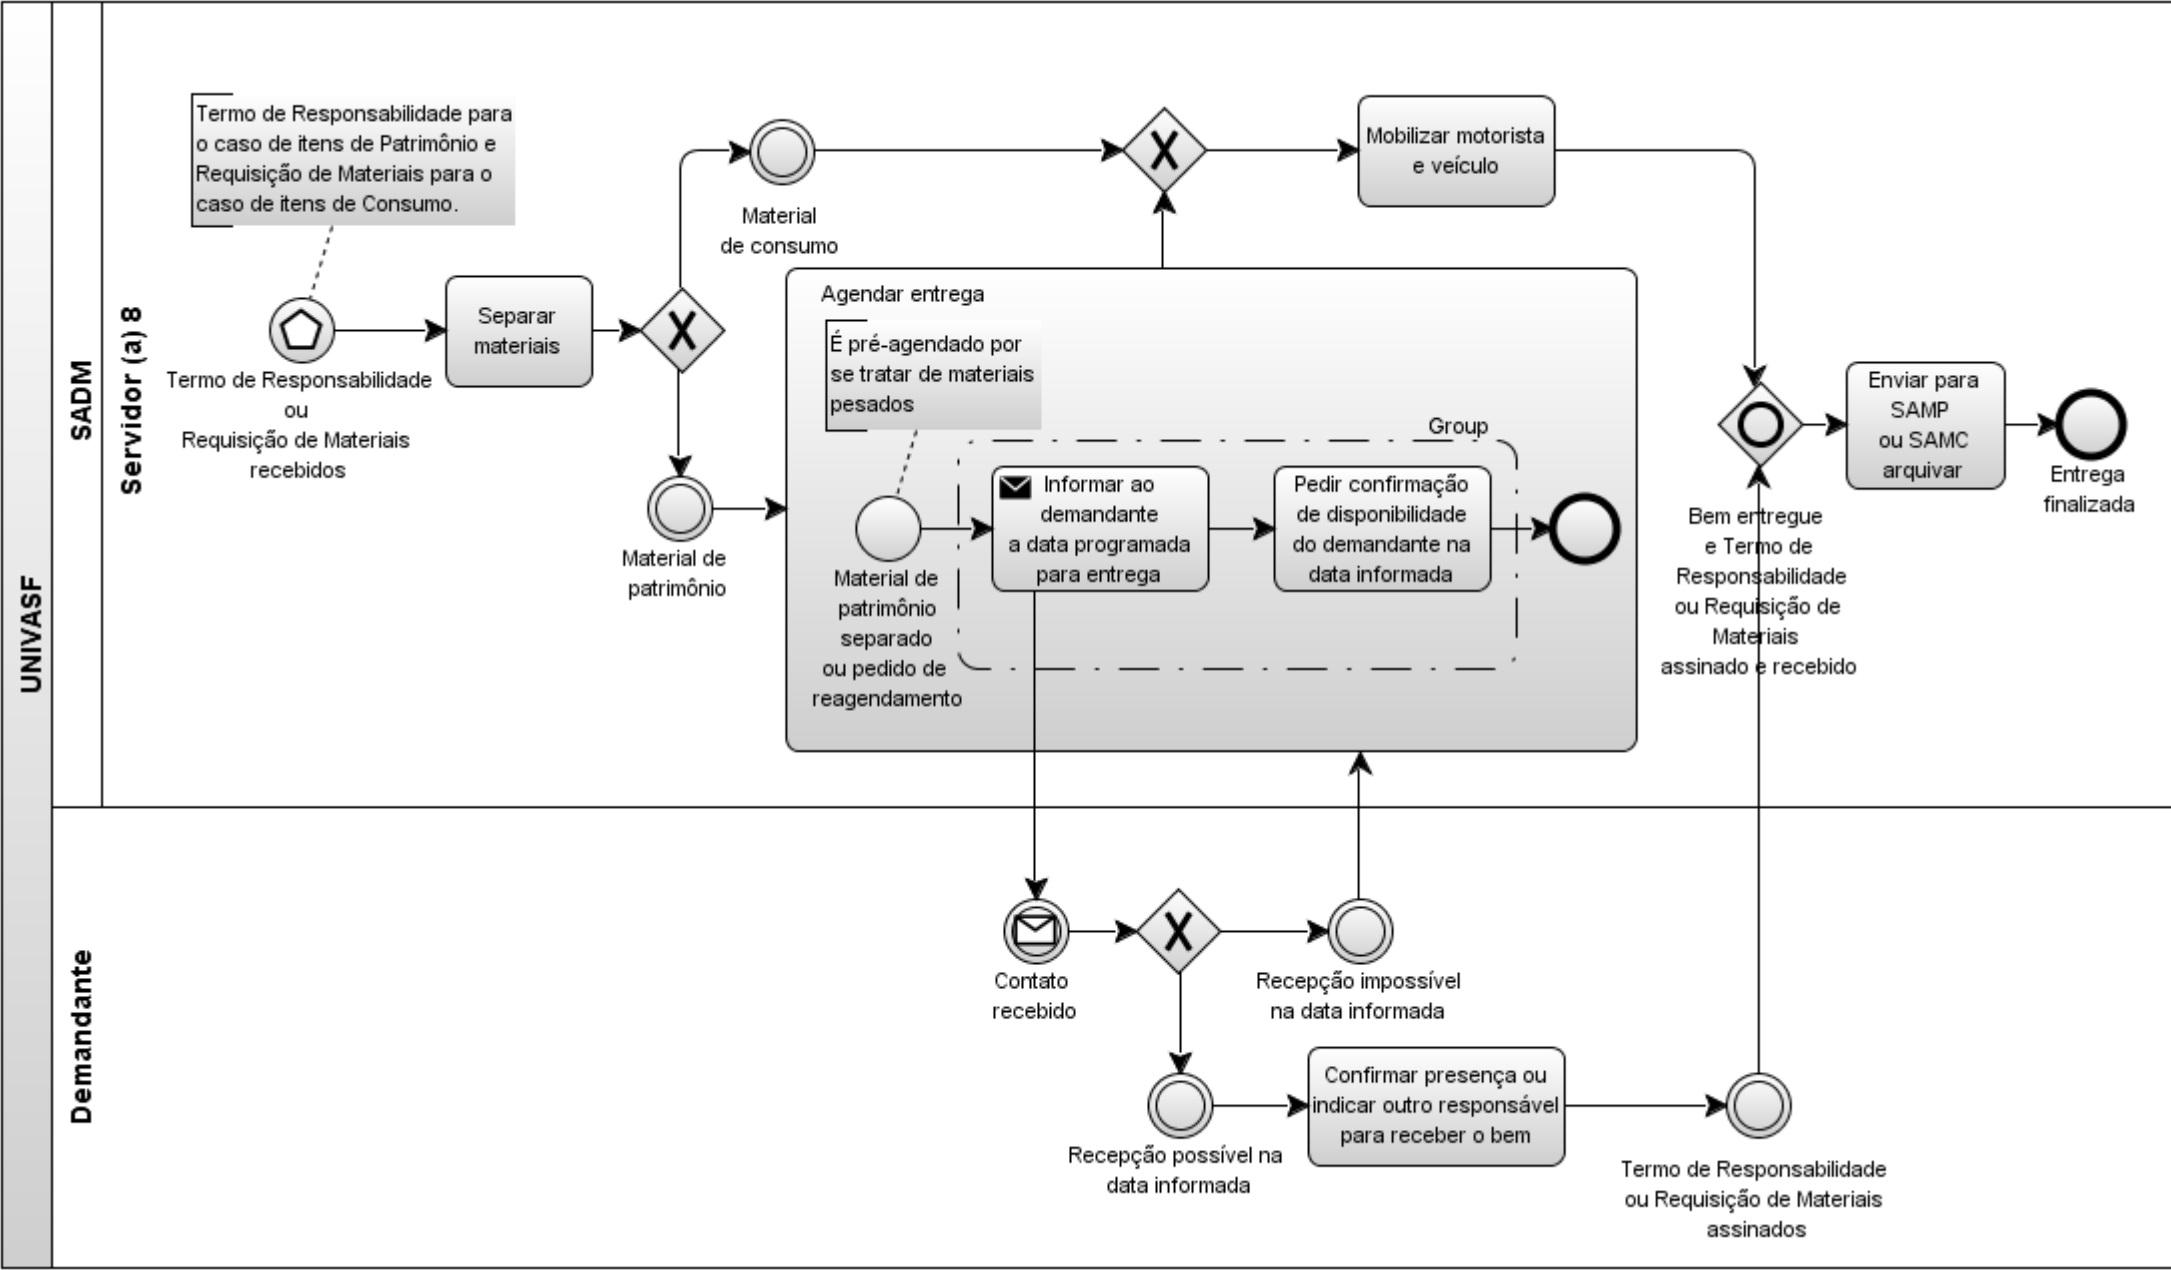 UNIVASF
SADM
Servidor (a) 8
Termo de Responsabilidade para
o caso de itens de Patrimônio e
Requisição de Materiais para o
caso de itens de Consumo.
Termo de Responsabilidade
ou
Requisição de Materiais
recebidos
Separar
materiais
Material
de consumo
Material de
patrimônio
Mobilizar motorista
e veículo
Agendar entrega
É pré-agendado por
se tratar de materiais
pesados
Group
Material de
patrimônio
separado
ou pedido de
reagendamento
Informar ao
demandante
a data programada
para entrega
Pedir confirmação
de disponibilidade
do demandante na
data informada
Bem entregue
e Termo de
Responsabilidade
ou Requisição de
Materiais
assinado e recebido
Enviar para
SAMP
ou SAMC
arquivar
Entrega
finalizada
Demandante
Contato
recebido
Recepção impossível
na data informada
Recepção possível na
data informada
Confirmar presença ou
indicar outro responsável
para receber o bem
Termo de Responsabilidade
ou Requisição de Materiais
assinados